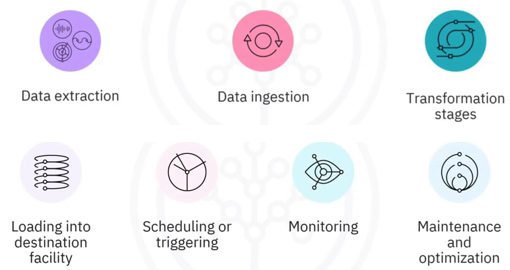 Data extraction
Data ingestion
Transformation
stages
Loading into
destination
facility
Scheduling or
triggering
Monitoring
Maintenance
and
optimization